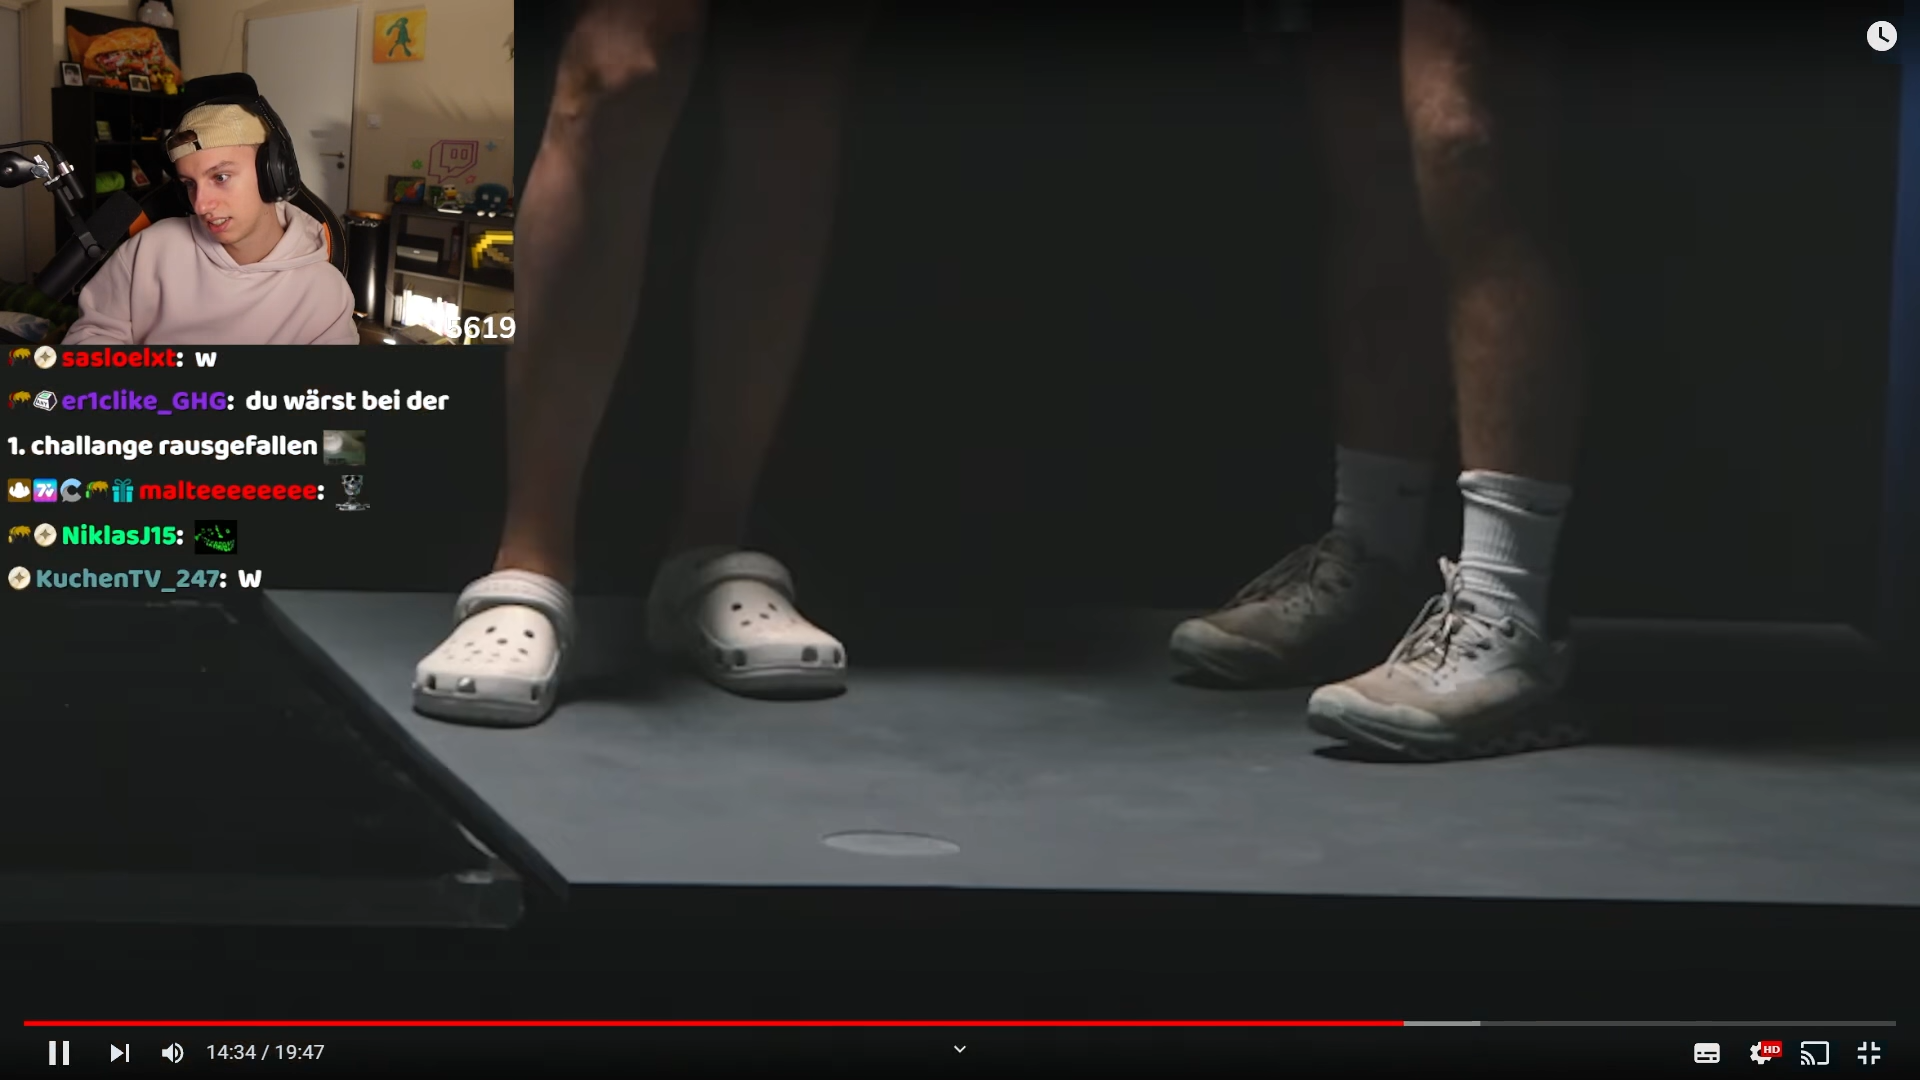 5619
sasloelxt: w
er1clike_GHG: du wärst bei der
1. challange rausgefallen
malteeeeeeee:
NiklasJ15:
KuchenTV_247: W
14:34 / 19:47
HD